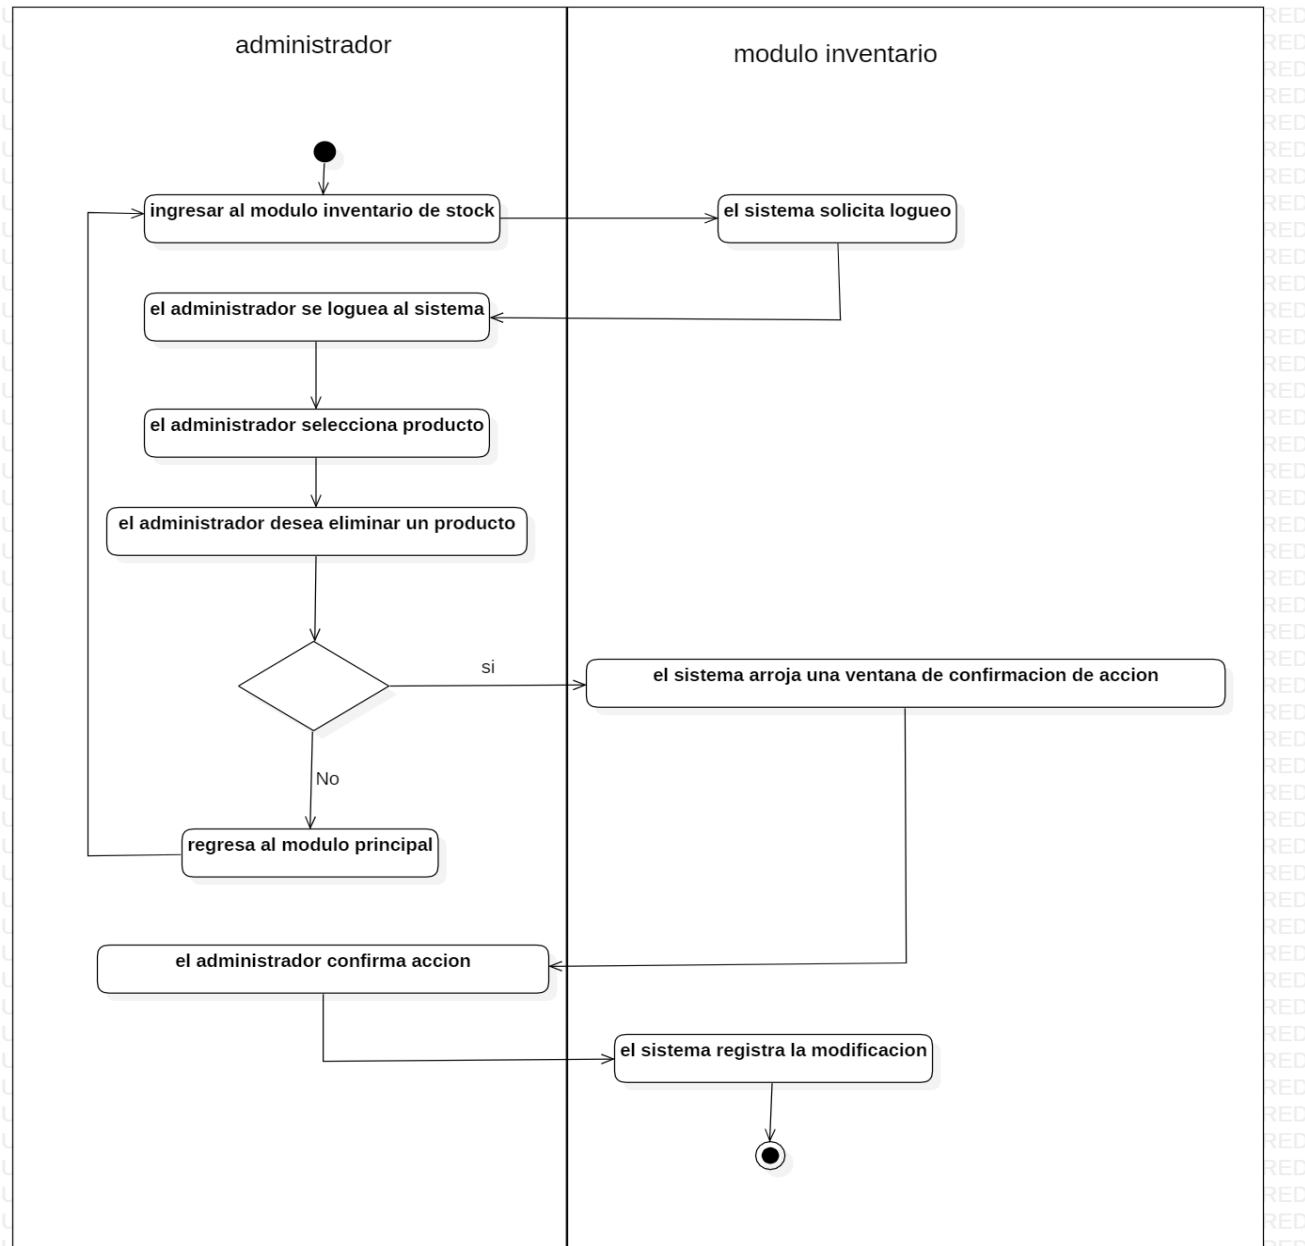 administrador
modulo inventario
ingresar al modulo inventario de stock
el sistema solicita logueo
el administrador se loguea al sistema
el administrador selecciona producto
el administrador desea eliminar un producto
si
el sistema arroja una ventana de confirmacion de accion
No
regresa al modulo principal
el administrador confirma accion
el sistema registra la modificacion